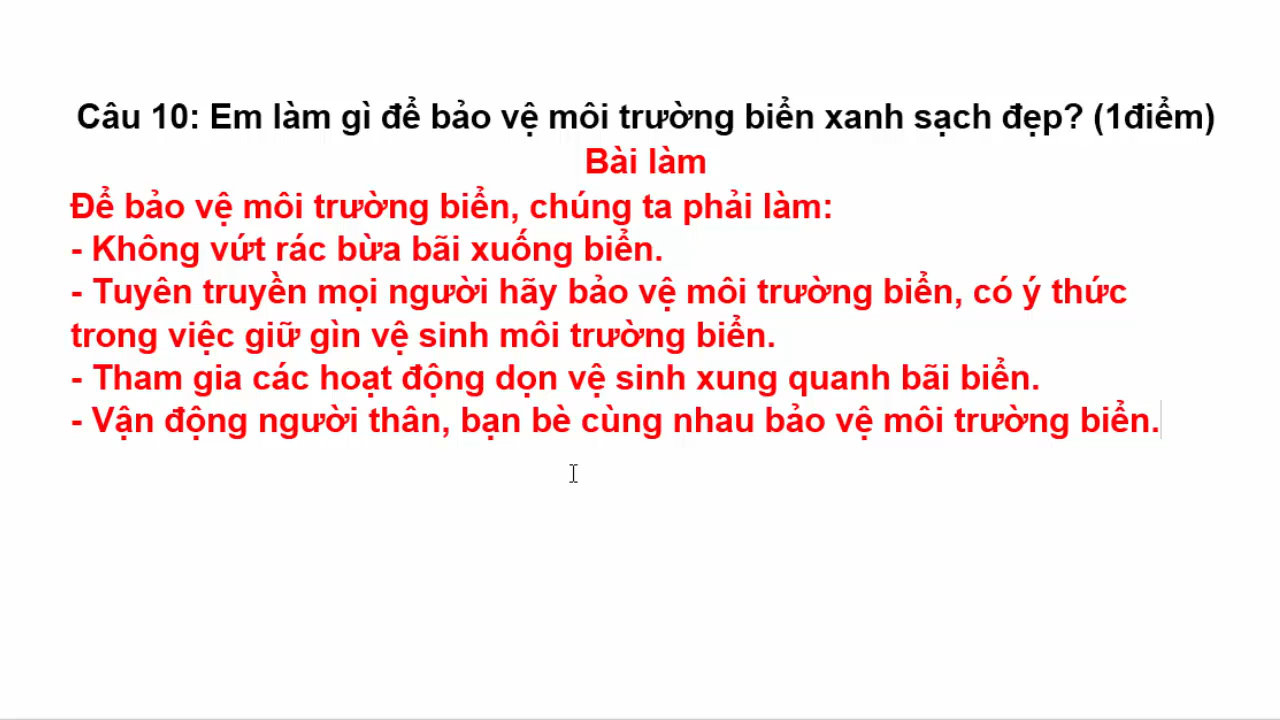 Câu 10: Em làm gì để bảo vệ môi trường biển xanh sạch đẹp? (1điểm)
Bài làm
Để bảo vệ môi trường biển, chúng ta phải làm:
- Không vứt rác bừa bãi xuống biển.
- Tuyên truyền mọi người hãy bảo vệ môi trường biển, có ý thức
trong việc giữ gìn vệ sinh môi trường biển.
- Tham gia các hoạt động dọn vệ sinh xung quanh bãi biển.
- Vận động người thân, bạn bè cùng nhau bảo vệ môi trường biển.